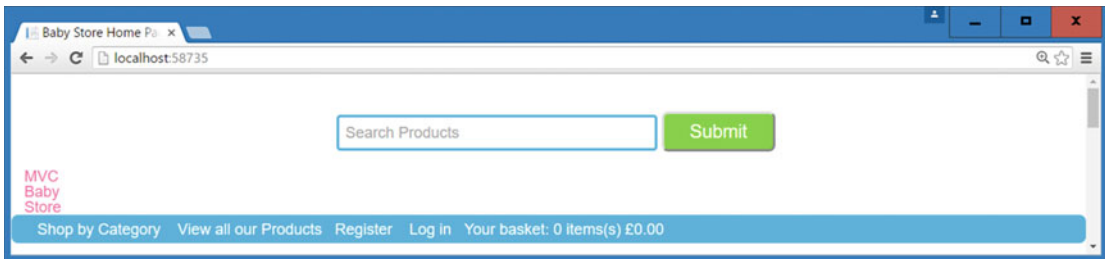 Baby Store Home Pa
localhost:58735
Search Products Submit
MVC
Baby
Store
Shop by Category View all our Products Register Log in Your basket: 0 items(s) £0.00